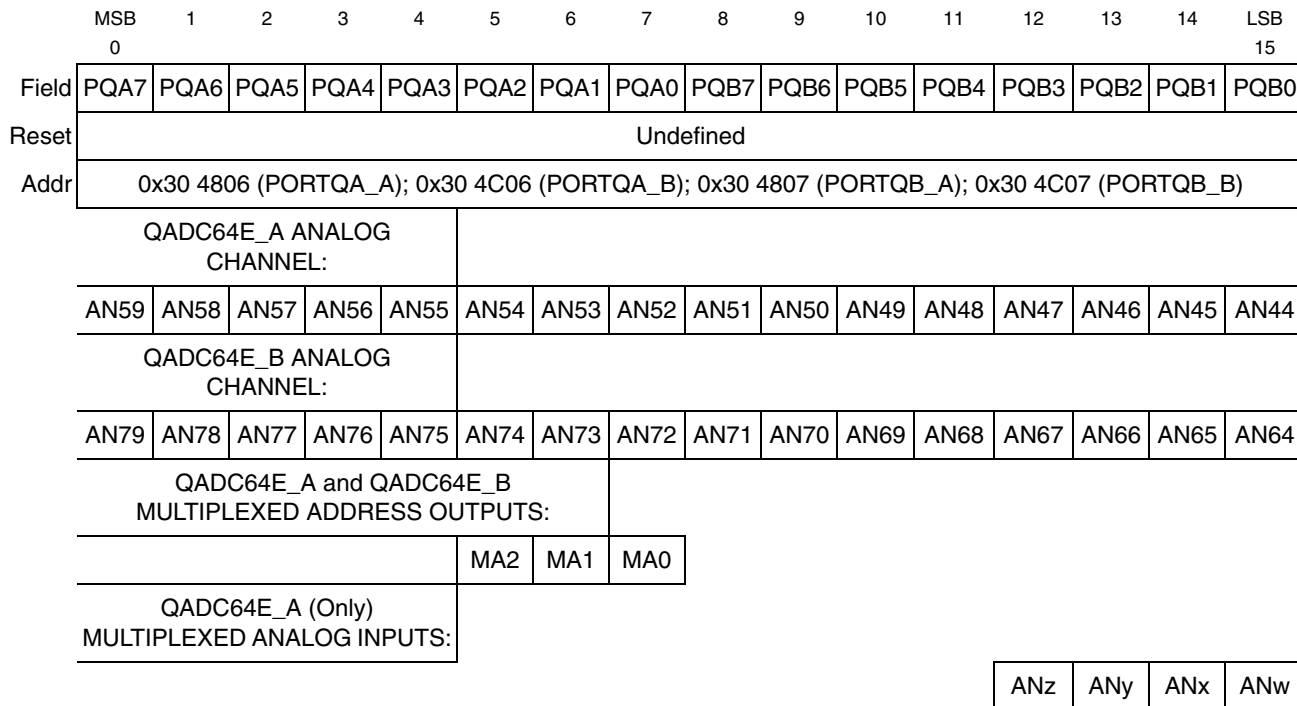 MSB 1 2 3 4 5 6 7 8 9 10 11 12 13 14 LSB
0 15
Field PQA7 PQA6 PQA5 PQA4 PQA3 PQA2 PQA1 PQA0 PQB7 PQB6 PQB5 PQB4 PQB3 PQB2 PQB1 PQB0
Reset Undefined
Addr 0x30 4806 (PORTQA_A); 0x30 4C06 (PORTQA_B); 0x30 4807 (PORTQB_A); 0x30 4C07 (PORTQB_B)
QADC64E_A ANALOG
CHANNEL:
AN59 AN58 AN57 AN56 AN55 AN54 AN53 AN52 AN51 AN50 AN49 AN48 AN47 AN46 AN45 AN44
QADC64E_B ANALOG
CHANNEL:
AN79 AN78 AN77 AN76 AN75 AN74 AN73 AN72 AN71 AN70 AN69 AN68 AN67 AN66 AN65 AN64
QADC64E_A and QADC64E_B
MULTIPLEXED ADDRESS OUTPUTS:
MA2 MA1 MA0
QADC64E_A (Only)
MULTIPLEXED ANALOG INPUTS:
ANz ANy ANx ANw